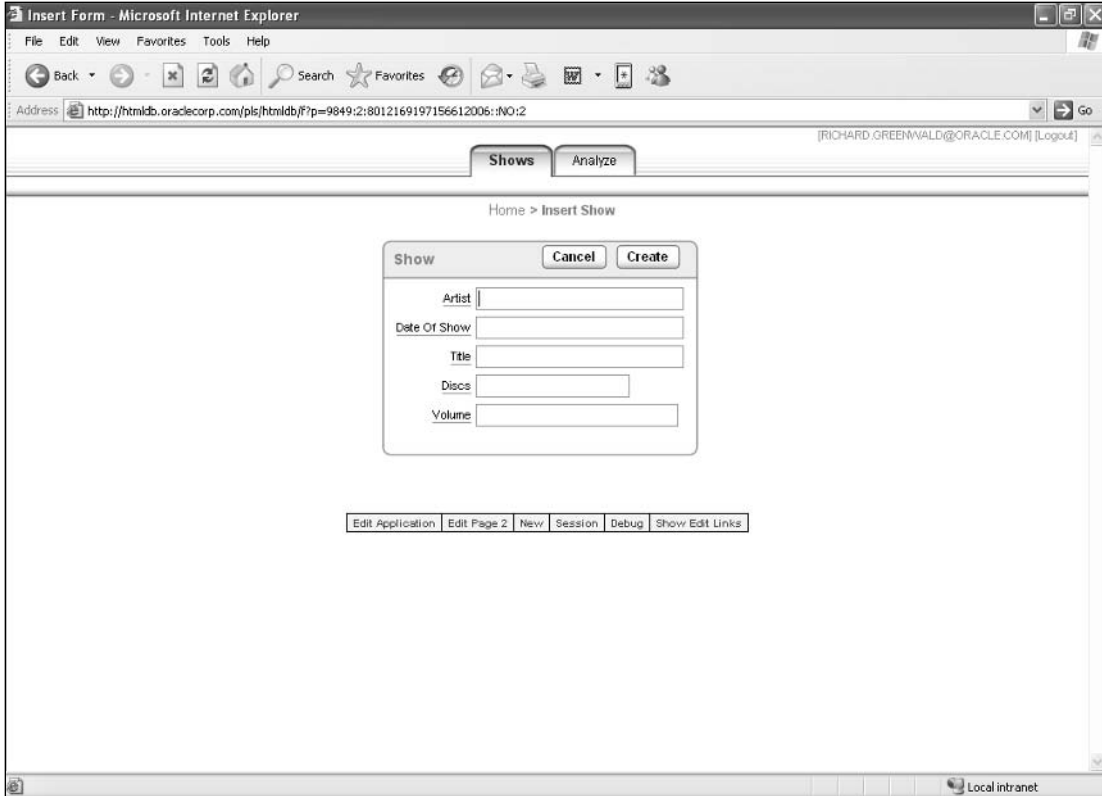 Insert Form - Microsoft Internet Explorer
File Edit View Favorites Tools Help
Back Search Favorites
Address http://htmldb.oraclecorp.com/pls/htmldb/f?p=9849:2:8012169197156612006::NO:2 Go
[RICHARD.GREENWALD@ORACLE.COM] [Logout]
Shows Analyze
Home > Insert Show
Show Cancel Create
Artist
Date Of Show
Title
Discs
Volume
Edit Application Edit Page 2 New Session Debug Show Edit Links
Local intranet